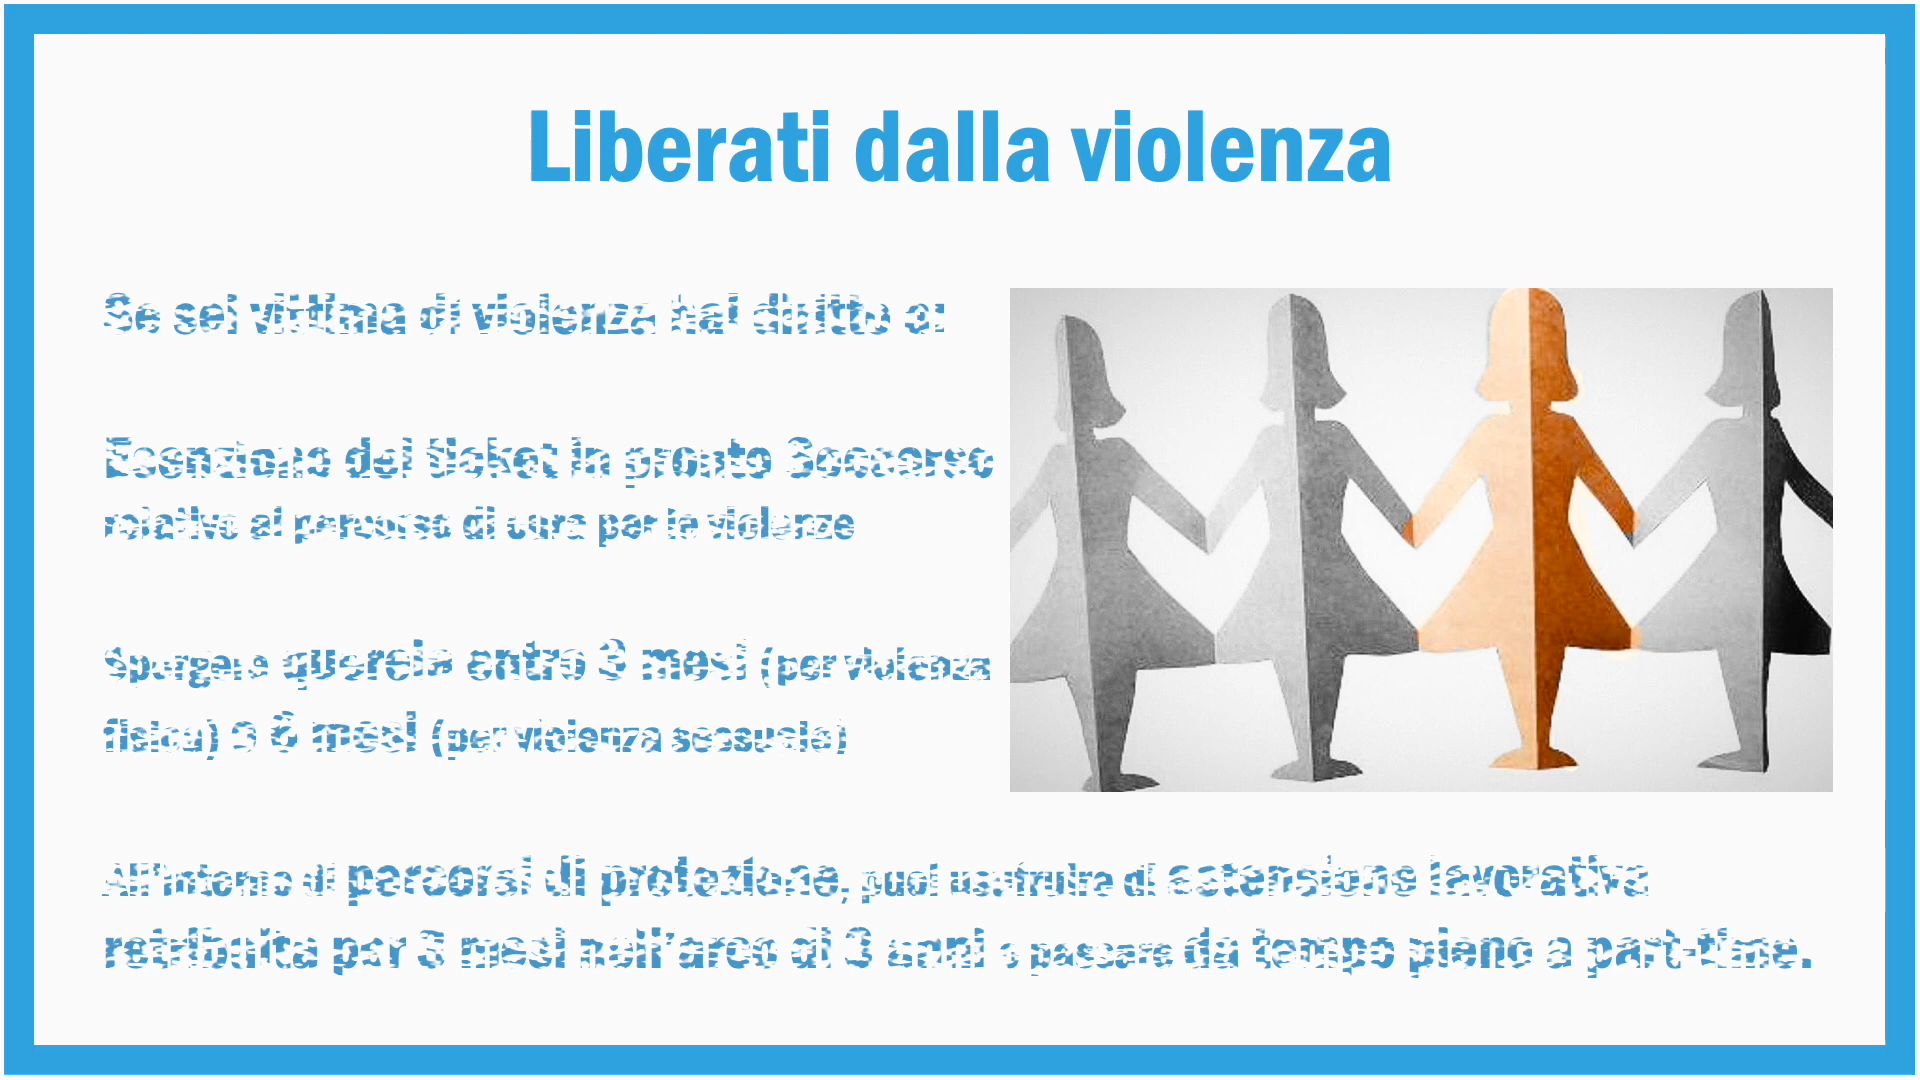 Liberati dalla violenza
Se sei vittima di violenza hai diritto a:
Esenzione del ticket in pronto Soccorso
relativo al percorso di cure per le violenze
Sporgere querela entro 3 mesi (per violenza
fisica) o 6 mesi (per violenza sessuale)
All'interno di percorsi di protezione, puoi usufruire di astensione lavorativa
retribuita per 3 mesi nell'arco di 3 anni o passare da tempo pieno a part-time.